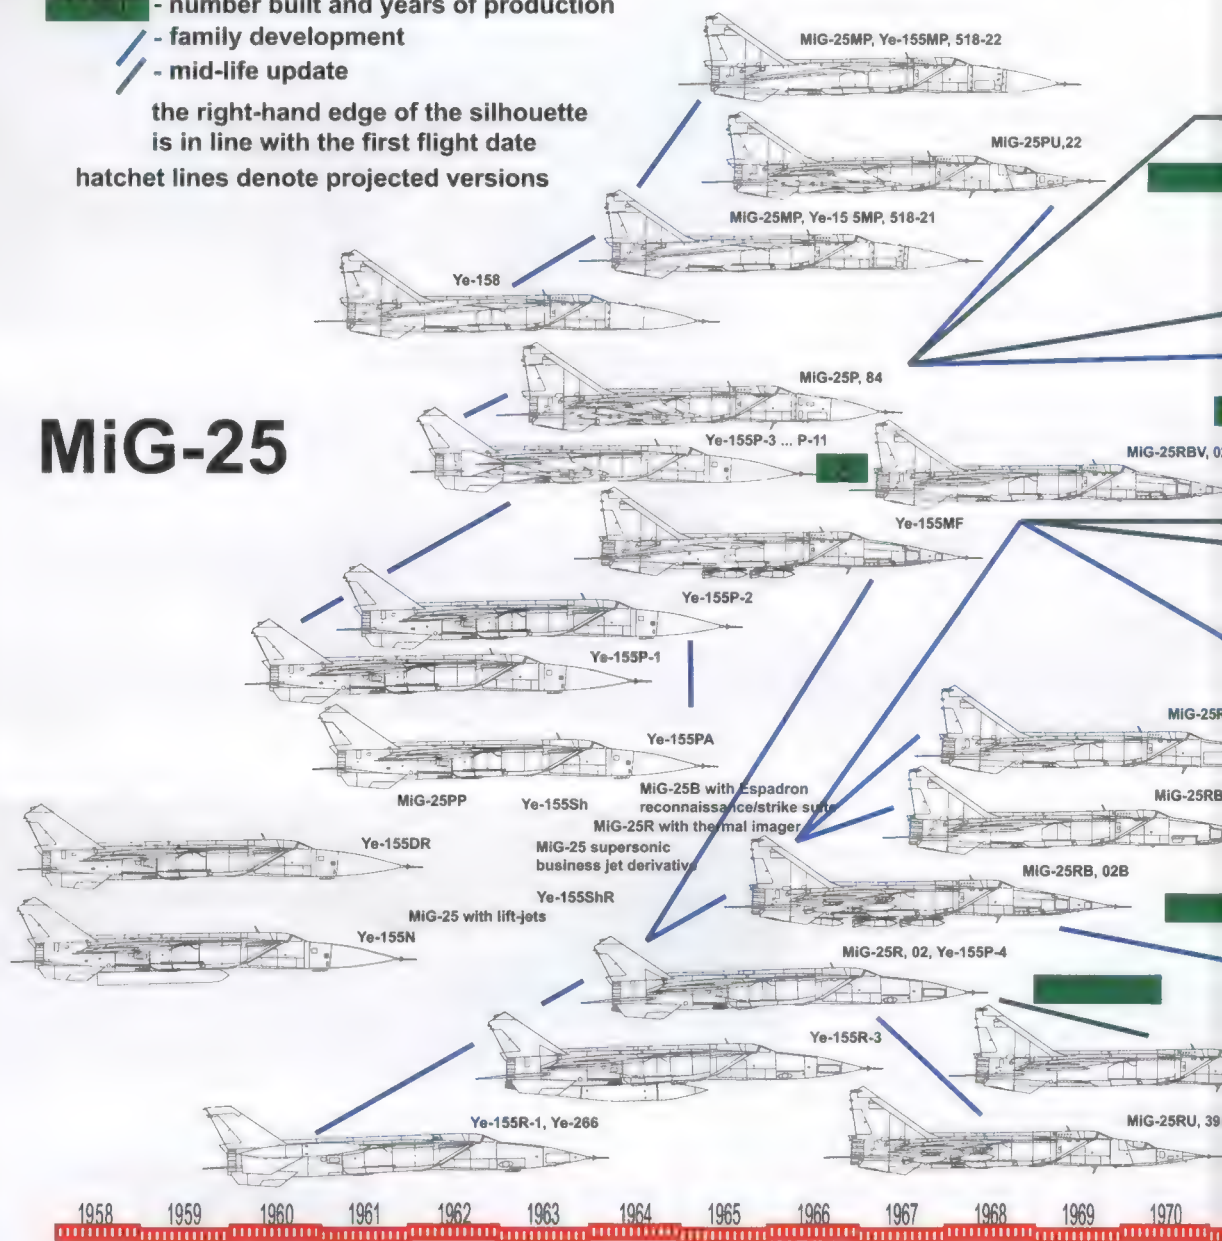 - number built and years of production
- family development
- mid-life update
the right-hand edge of the silhouette
is in line with the first flight date
hatchet lines denote projected versions
MiG-25MP, Ye-155MP, 518-22
MiG-25PU,22
MiG-25MP, Ye-15 5MP, 518-21
Ye-158
MiG-25P, 84
MiG-25
Ye-155P-3 ... P-11
MiG-25RBV, 02
Ye-155MF
Ye-155P-2
Ye-155P-1
MiG-25R
Ye-155PA
MiG-25B with Espadron
reconnaissance/strike suite
MiG-25PP
Ye-155Sh
MiG-25RB
MiG-25R with thermal imager
Ye-155DR
MiG-25 supersonic
business jet derivative
MiG-25RB, 02B
Ye-155ShR
MiG-25 with lift-jets
Ye-155N
MiG-25R, 02, Ye-155P-4
Ye-155R-3
Ye-155R-1, Ye-266
MiG-25RU, 39
1958 1959 1960 1961 1962 1963 1964 1965 1966 1967 1968 1969 1970